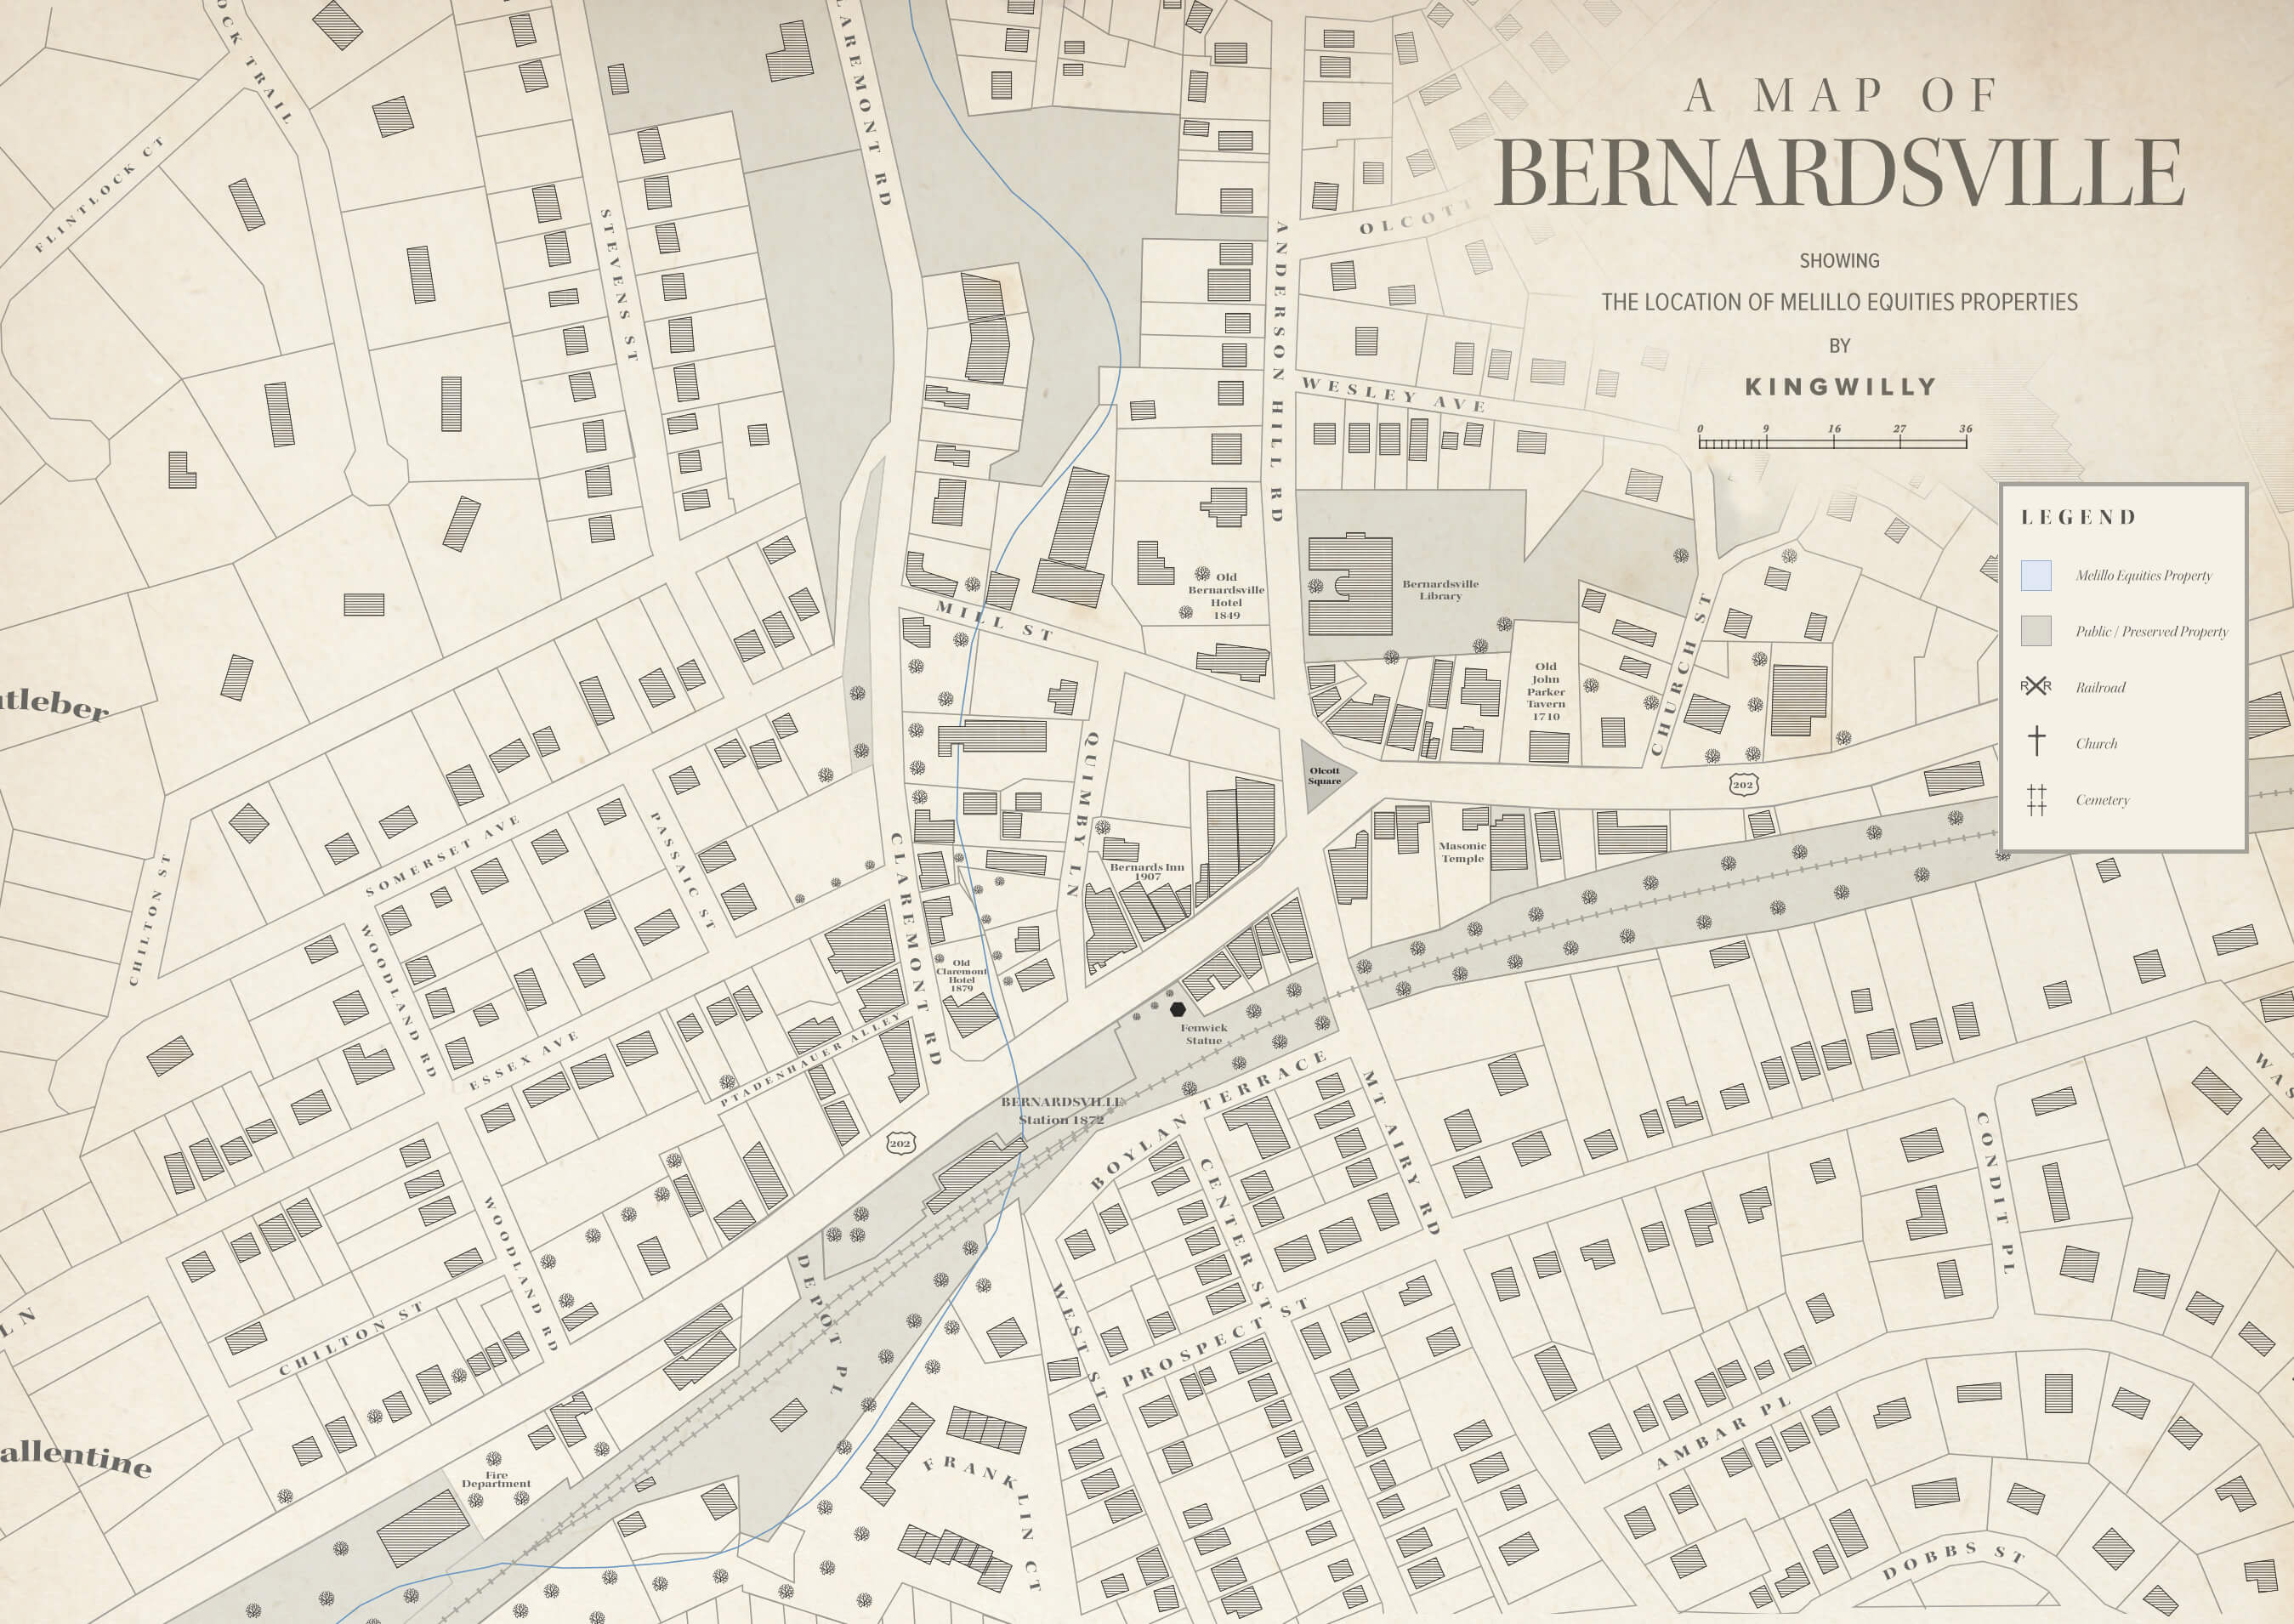 A MAP OF
BERNARDSVILLE
SHOWING
THE LOCATION OF MELILLO EQUITIES PROPERTIES
BY
KINGWILLY
0 9 16 27 36
LEGEND
Melillo Equities Property
Public / Preserved Property
RR
Railroad
Church
Cemetery
OCK TRAIL
FLINTLOCK CT
STEVENS ST
LAREMONT RD
ANDERSON HILL RD
OLCOTT
WESLEY AVE
Old
Bernardsville
Hotel
1849
Bernardsville
Library
MILL ST
CHURCH ST
Old
John
Parker
Tavern
1710
tleber
QUIMBY LN
Olcott
Square
202
SOMERSET AVE
PASSAIC ST
CLAREMONT RD
Masonic
Temple
Bernards Inn
1907
CHILTON ST
WOODLAND RD
Old
Claremont
Hotel
1879
ESSEX AVE
PTADENHAUER ALLEY
Fenwick
Statue
BERNARDSVILLE
Station 1872
202
BOYLAN TERRACE
MT AIRY RD
CENTER ST
CONDIT PL
WAS
WOODLAND RD
DEPOT PL
WEST ST
PROSPECT ST
ST
LN
CHILTON ST
AMBAR PL
allentine
Fire
Department
FRANKLIN CT
DOBBS ST